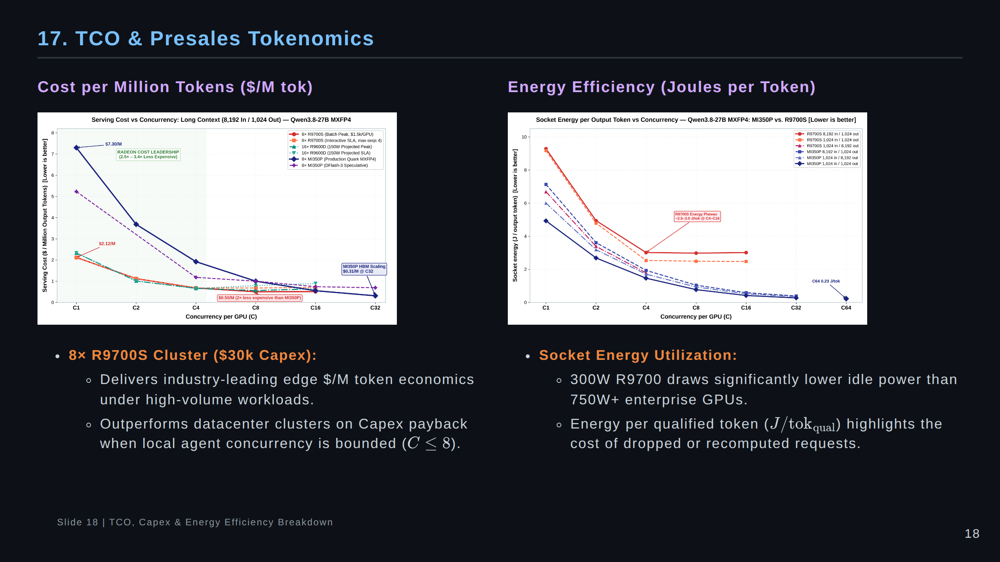 17. TCO & Presales Tokenomics
Cost per Million Tokens ($/M tok)
Serving Cost vs Concurrency: Long Context (8,192 In / 1,024 Out) — Qwen3.8-27B MXFP4
Serving Cost ($ / Million Output Tokens) [Lower is better]
8
7
6
5
4
3
2
1
0
$7.30/M
RADEON COST LEADERSHIP
(2.5× – 3.4× Less Expensive)
8× R9700S (Batch Peak, $1.5k/GPU)
8× R9700S (Interactive SLA, max-seqs 4)
16× R9600D (150W Projected Peak)
16× R9600D (150W Projected SLA)
8× MI350P (Production Quark MXFP4)
8× MI350P (DFlash-3 Speculative)
$2.12/M
MI350P HBM Scaling
$0.31/M @ C32
$0.50/M (2× less expensive than MI350P)
C1 C2 C4 C8 C16 C32
Concurrency per GPU (C)
• 8× R9700S Cluster ($30k Capex):
◦ Delivers industry-leading edge $/M token economics
under high-volume workloads.
◦ Outperforms datacenter clusters on Capex payback
when local agent concurrency is bounded (C ≤ 8).
Energy Efficiency (Joules per Token)
Socket Energy per Output Token vs Concurrency — Qwen3.8-27B MXFP4: MI350P vs. R9700S [Lower is better]
Socket energy (J / output token) [Lower is better]
10
8
6
4
2
0
R9700S 8,192 in / 1,024 out
R9700S 1,024 in / 1,024 out
R9700S 1,024 in / 8,192 out
MI350P 8,192 in / 1,024 out
MI350P 1,024 in / 8,192 out
MI350P 1,024 in / 1,024 out
R9700S Energy Plateau
~2.5–3.0 J/tok @ C4–C16
C64 0.23 J/tok
C1 C2 C4 C8 C16 C32 C64
Concurrency per GPU (C)
• Socket Energy Utilization:
◦ 300W R9700 draws significantly lower idle power than
750W+ enterprise GPUs.
◦ Energy per qualified token (J/tok_qual) highlights the
cost of dropped or recomputed requests.
Slide 18 | TCO, Capex & Energy Efficiency Breakdown
18